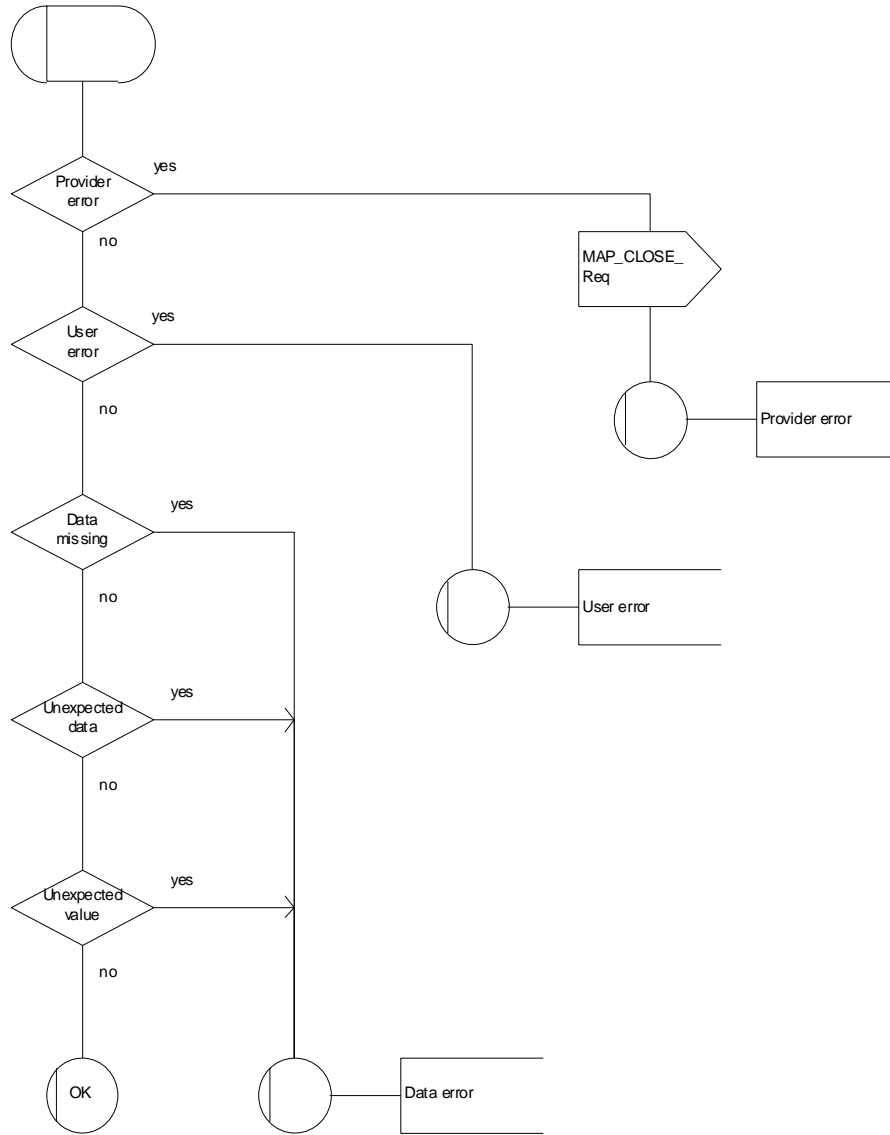 yes
Provider
error
no
MAP_CLOSE_
Req
yes
User
error
no
Provider error
yes
Data
missing
no
User error
yes
Unexpected
data
no
yes
Unexpected
value
no
OK
Data error